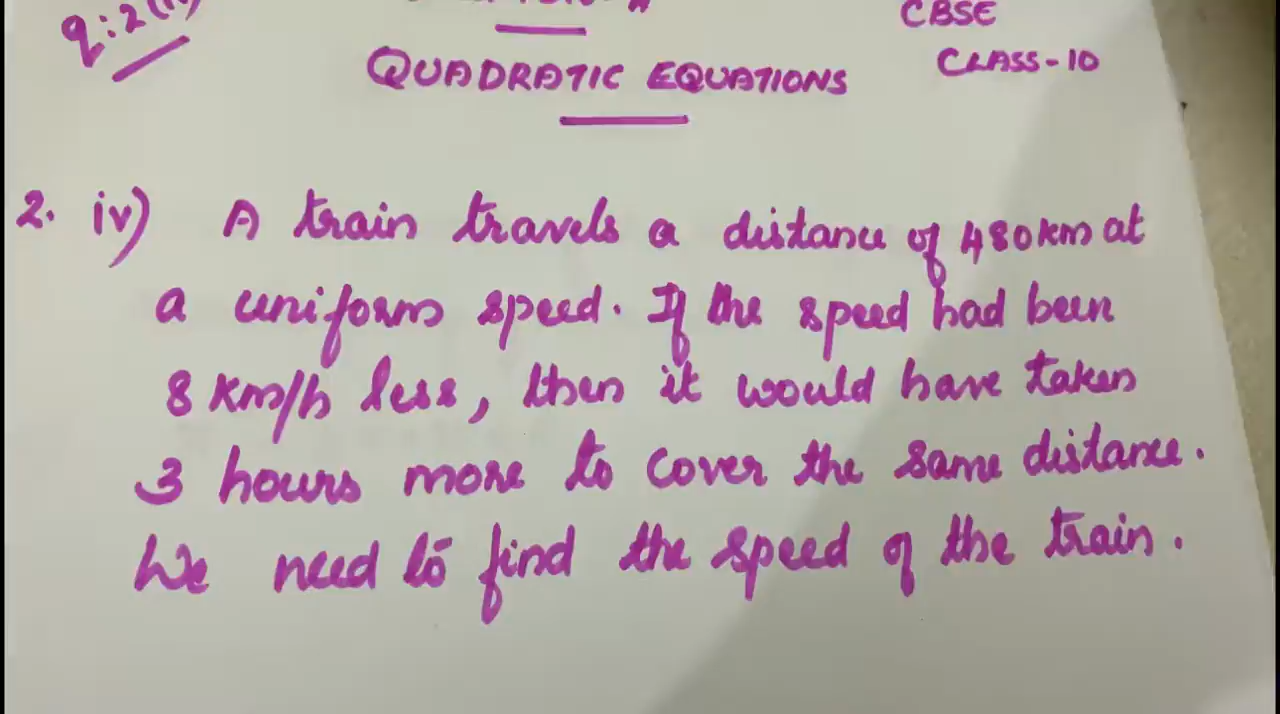 CBSE
q:2(iv)
CLASS-10
QUADRATIC EQUATIONS
2. iv) A train travels a distance of 480km at
a uniform speed. If the speed had been
8 km/h less, then it would have taken
3 hours more to cover the same distance.
We need to find the speed of the train.